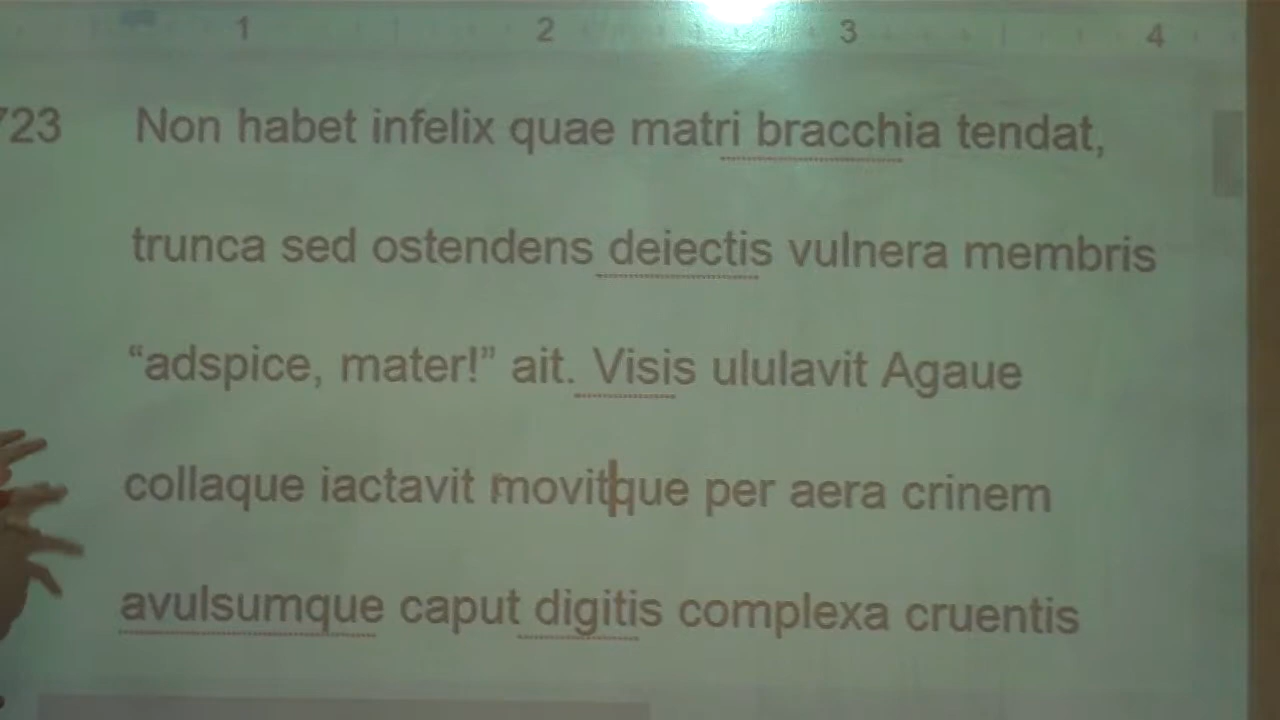 1 2 3 4
723 Non habet infelix quae matri bracchia tendat,
trunca sed ostendens deiectis vulnera membris
“adspice, mater!” ait. Visis ululavit Agaue
collaque iactavit movitque per aera crinem
avulsumque caput digitis complexa cruentis